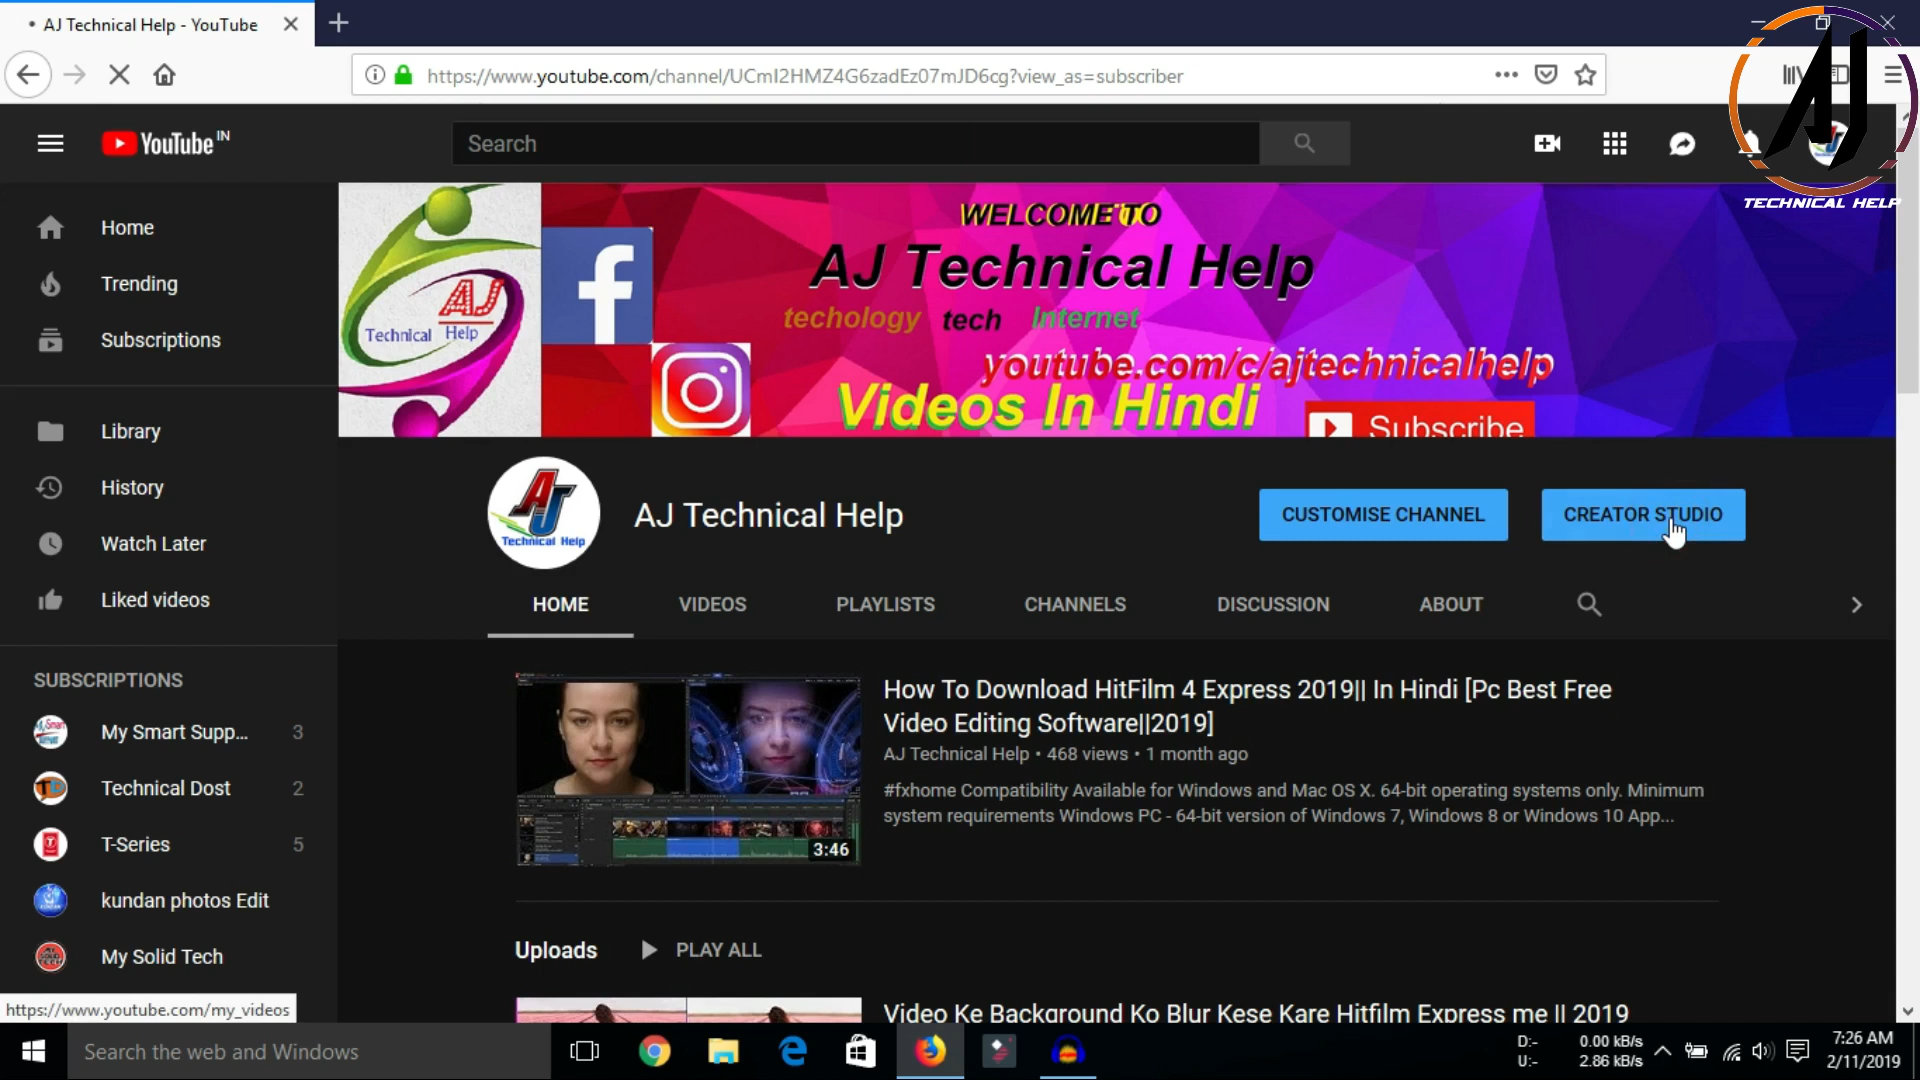 AJ Technical Help - YouTube
https://www.youtube.com/channel/UCmI2HMZ4G6zadEz07mJD6cg?view_as=subscriber
AJ
TECHNICAL HELP
YouTube IN
Search
Home
Trending
Subscriptions
Library
History
Watch Later
Liked videos
SUBSCRIPTIONS
My Smart Supp... 3
Technical Dost 2
T-Series 5
kundan photos Edit
My Solid Tech
https://www.youtube.com/my_videos
WELCOME TO
AJ Technical Help
techology tech Internet
youtube.com/c/ajtechnicalhelp
Videos In Hindi
Subscribe
AJ
Technical Help
AJ
Technical Help
AJ Technical Help
CUSTOMISE CHANNEL
CREATOR STUDIO
HOME VIDEOS PLAYLISTS CHANNELS DISCUSSION ABOUT
How To Download HitFilm 4 Express 2019|| In Hindi [Pc Best Free
Video Editing Software||2019]
AJ Technical Help • 468 views • 1 month ago
#fxhome Compatibility Available for Windows and Mac OS X. 64-bit operating systems only. Minimum
system requirements Windows PC - 64-bit version of Windows 7, Windows 8 or Windows 10 App...
3:46
Uploads PLAY ALL
Video Ke Background Ko Blur Kese Kare Hitfilm Express me || 2019
Search the web and Windows
D:- 0.00 kB/s
U:- 2.86 kB/s
7:26 AM
2/11/2019